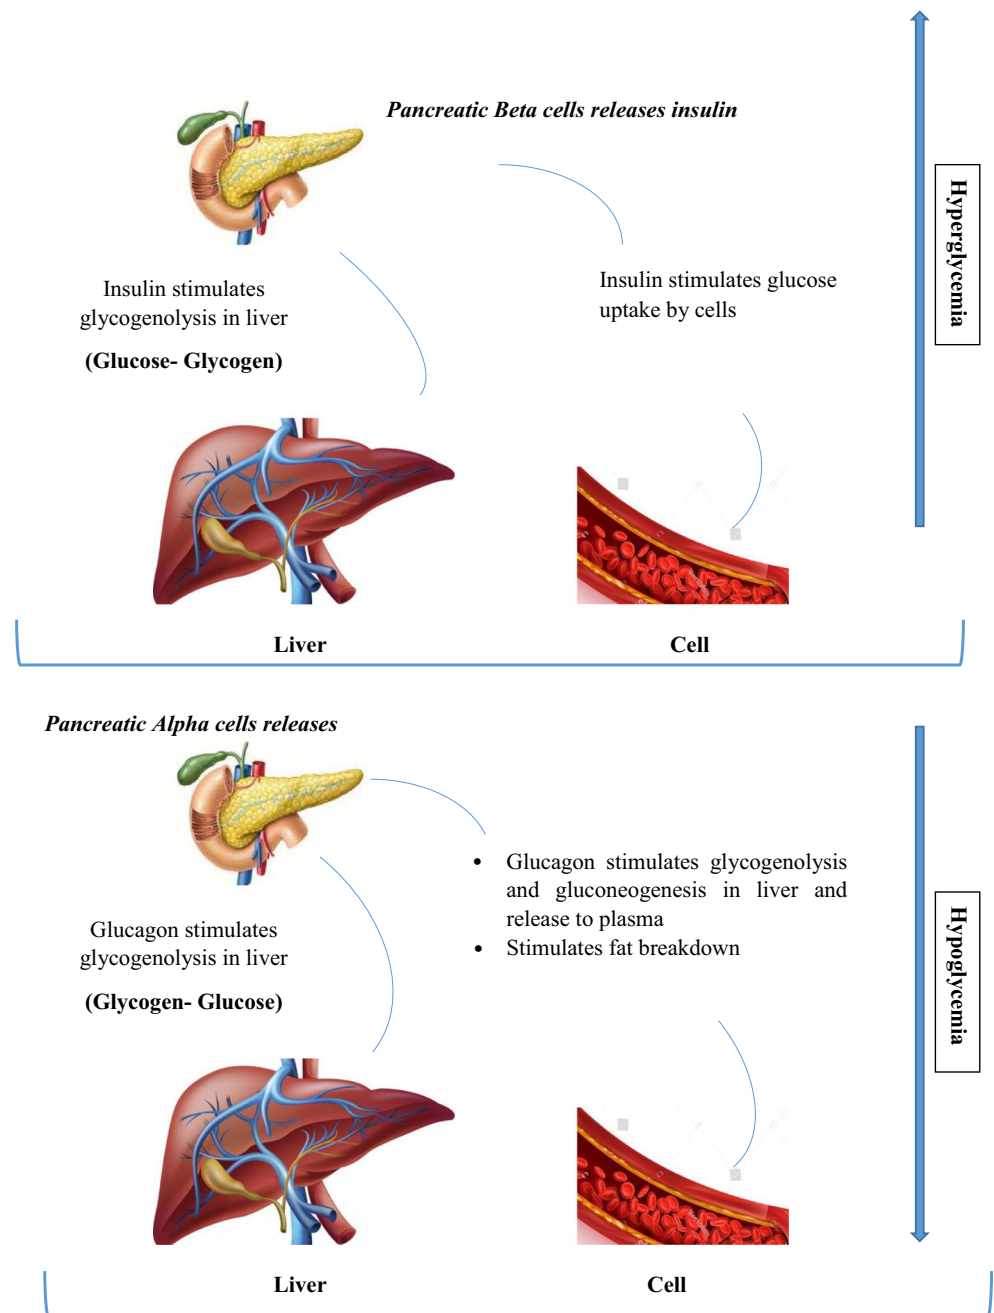 Pancreatic Beta cells releases insulin
Hyperglycemia
Insulin stimulates
glycogenolysis in liver
(Glucose- Glycogen)
Insulin stimulates glucose
uptake by cells
Liver
Cell
Pancreatic Alpha cells releases
• Glucagon stimulates glycogenolysis
and gluconeogenesis in liver and
release to plasma
• Stimulates fat breakdown
Hypoglycemia
Glucagon stimulates
glycogenolysis in liver
(Glycogen- Glucose)
Liver
Cell